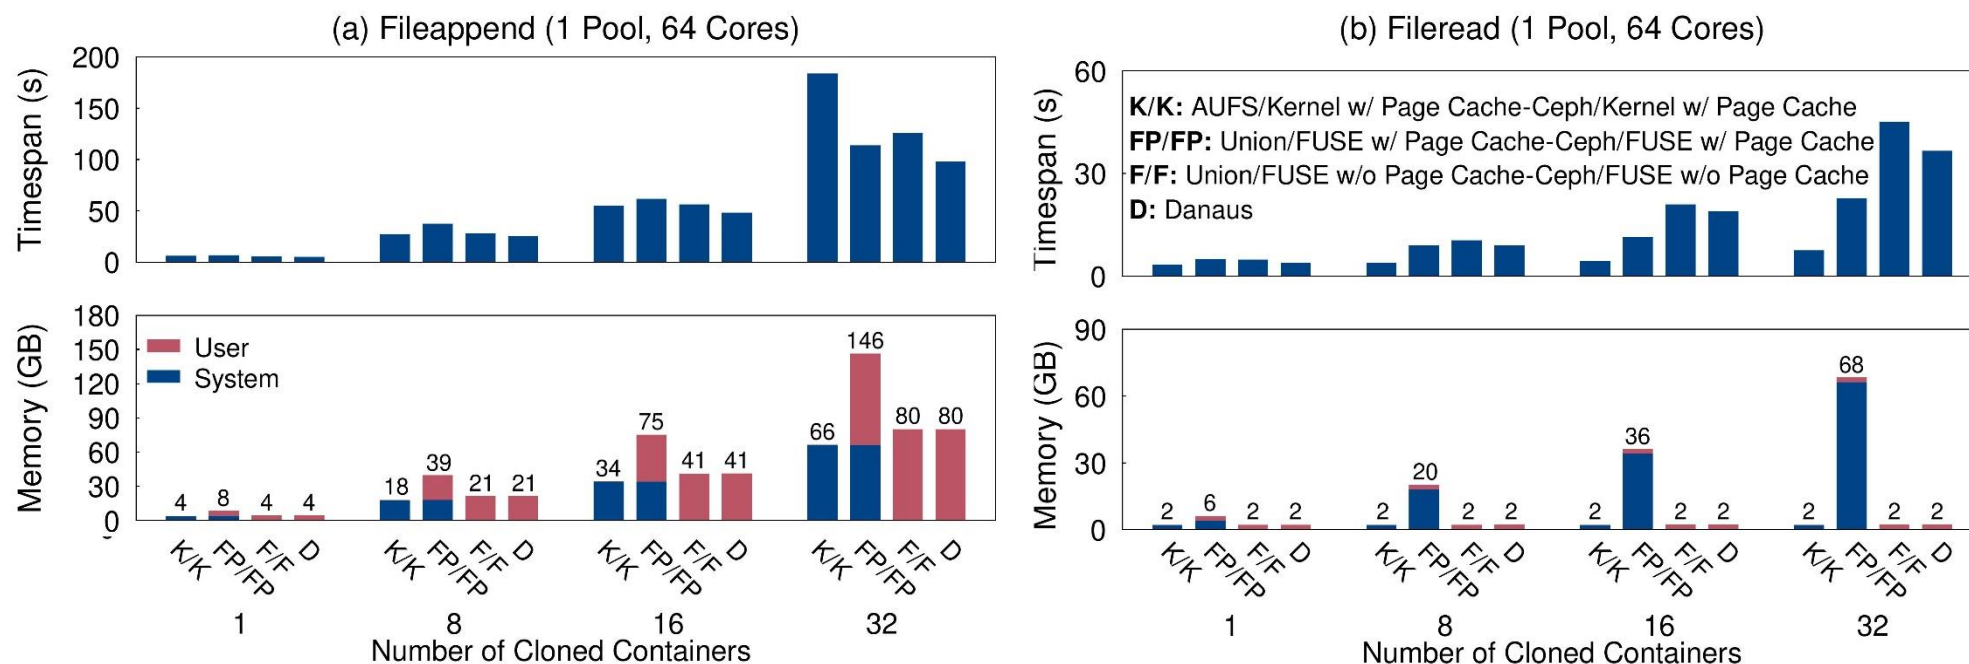 (a) Fileappend (1 Pool, 64 Cores)
Timespan (s)
200
150
100
50
0
Memory (GB)
180
150
120
90
60
30
0
User
System
4 8 4 4
18 39 21 21
34 75 41 41
66 146 80 80
K/K FP/FP F/F D
K/K FP/FP F/F D
K/K FP/FP F/F D
K/K FP/FP F/F D
1 8 16 32
Number of Cloned Containers
(b) Fileread (1 Pool, 64 Cores)
Timespan (s)
60
30
0
K/K: AUFS/Kernel w/ Page Cache-Ceph/Kernel w/ Page Cache
FP/FP: Union/FUSE w/ Page Cache-Ceph/FUSE w/ Page Cache
F/F: Union/FUSE w/o Page Cache-Ceph/FUSE w/o Page Cache
D: Danaus
Memory (GB)
90
60
30
0
2 6 2 2
2 20 2 2
2 36 2 2
2 68 2 2
K/K FP/FP F/F D
K/K FP/FP F/F D
K/K FP/FP F/F D
K/K FP/FP F/F D
1 8 16 32
Number of Cloned Containers